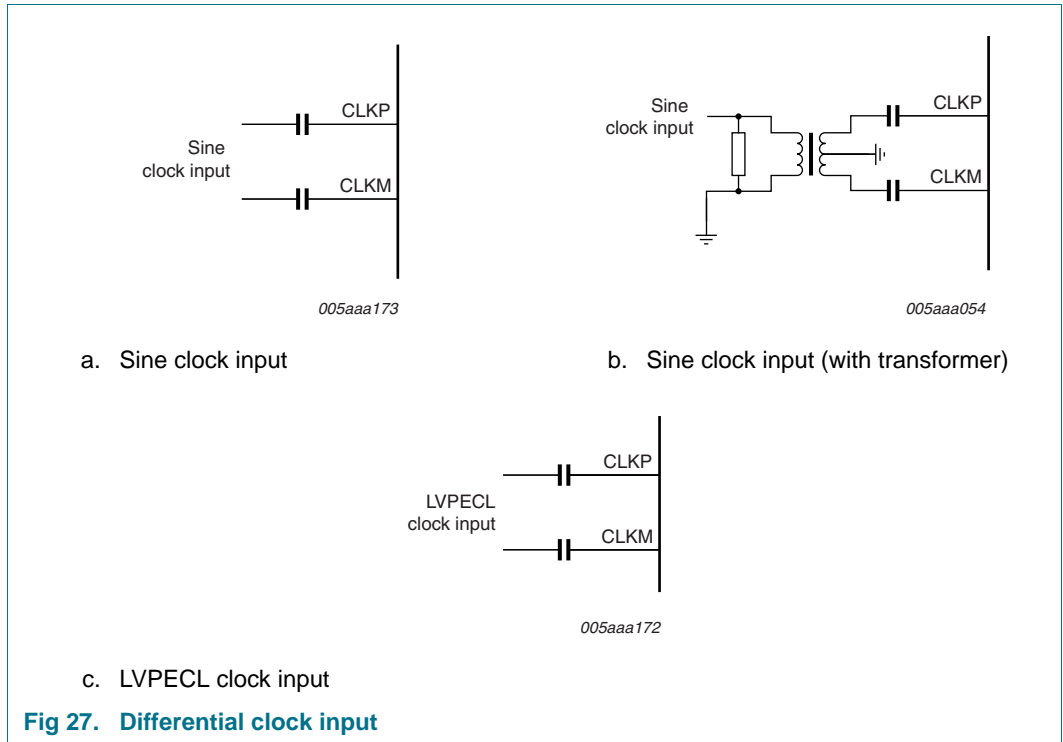 Sine
clock input
CLKP
CLKM
005aaa173
a. Sine clock input
Sine
clock input
CLKP
CLKM
005aaa054
b. Sine clock input (with transformer)
LVPECL
clock input
CLKP
CLKM
005aaa172
c. LVPECL clock input
Fig 27. Differential clock input